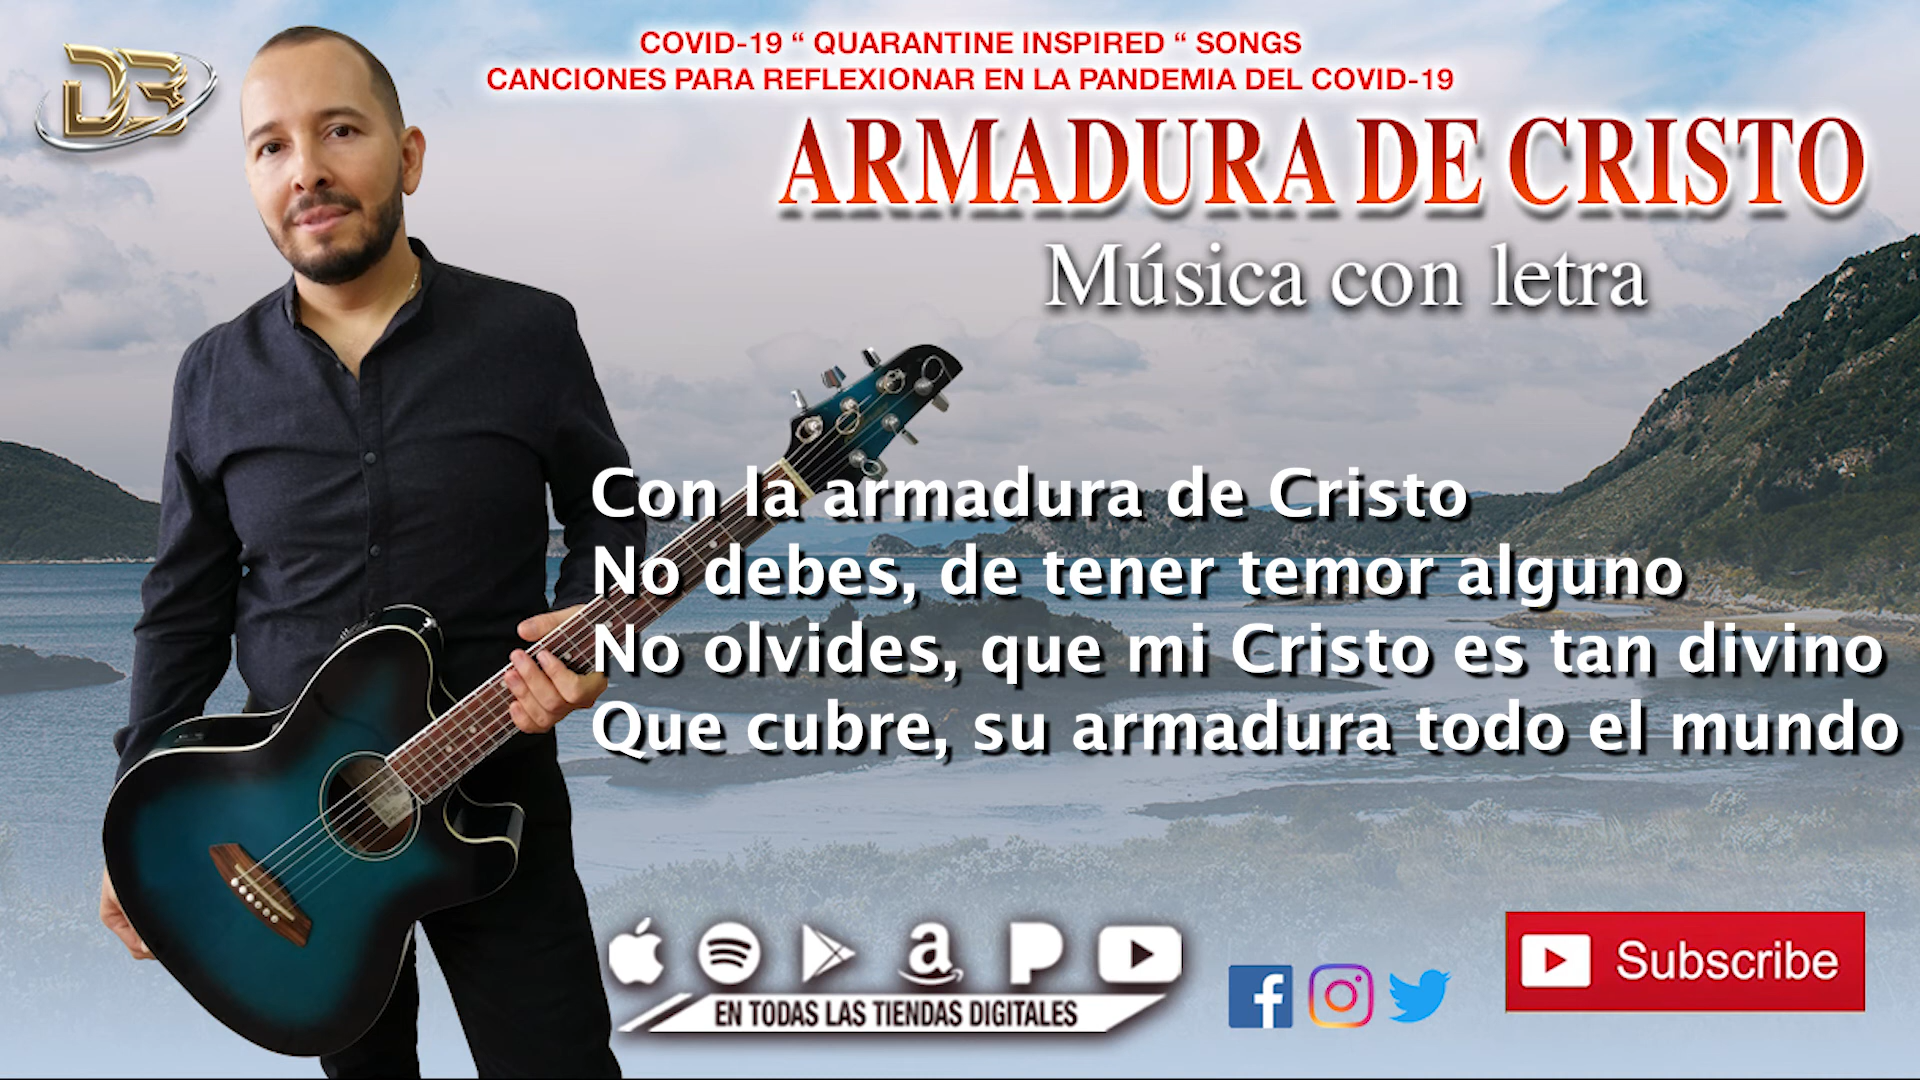 DB
COVID-19 “ QUARANTINE INSPIRED “ SONGS
CANCIONES PARA REFLEXIONAR EN LA PANDEMIA DEL COVID-19
ARMADURA DE CRISTO
Música con letra
Con la armadura de Cristo
No debes, de tener temor alguno
No olvides, que mi Cristo es tan divino
Que cubre, su armadura todo el mundo
EN TODAS LAS TIENDAS DIGITALES
Subscribe